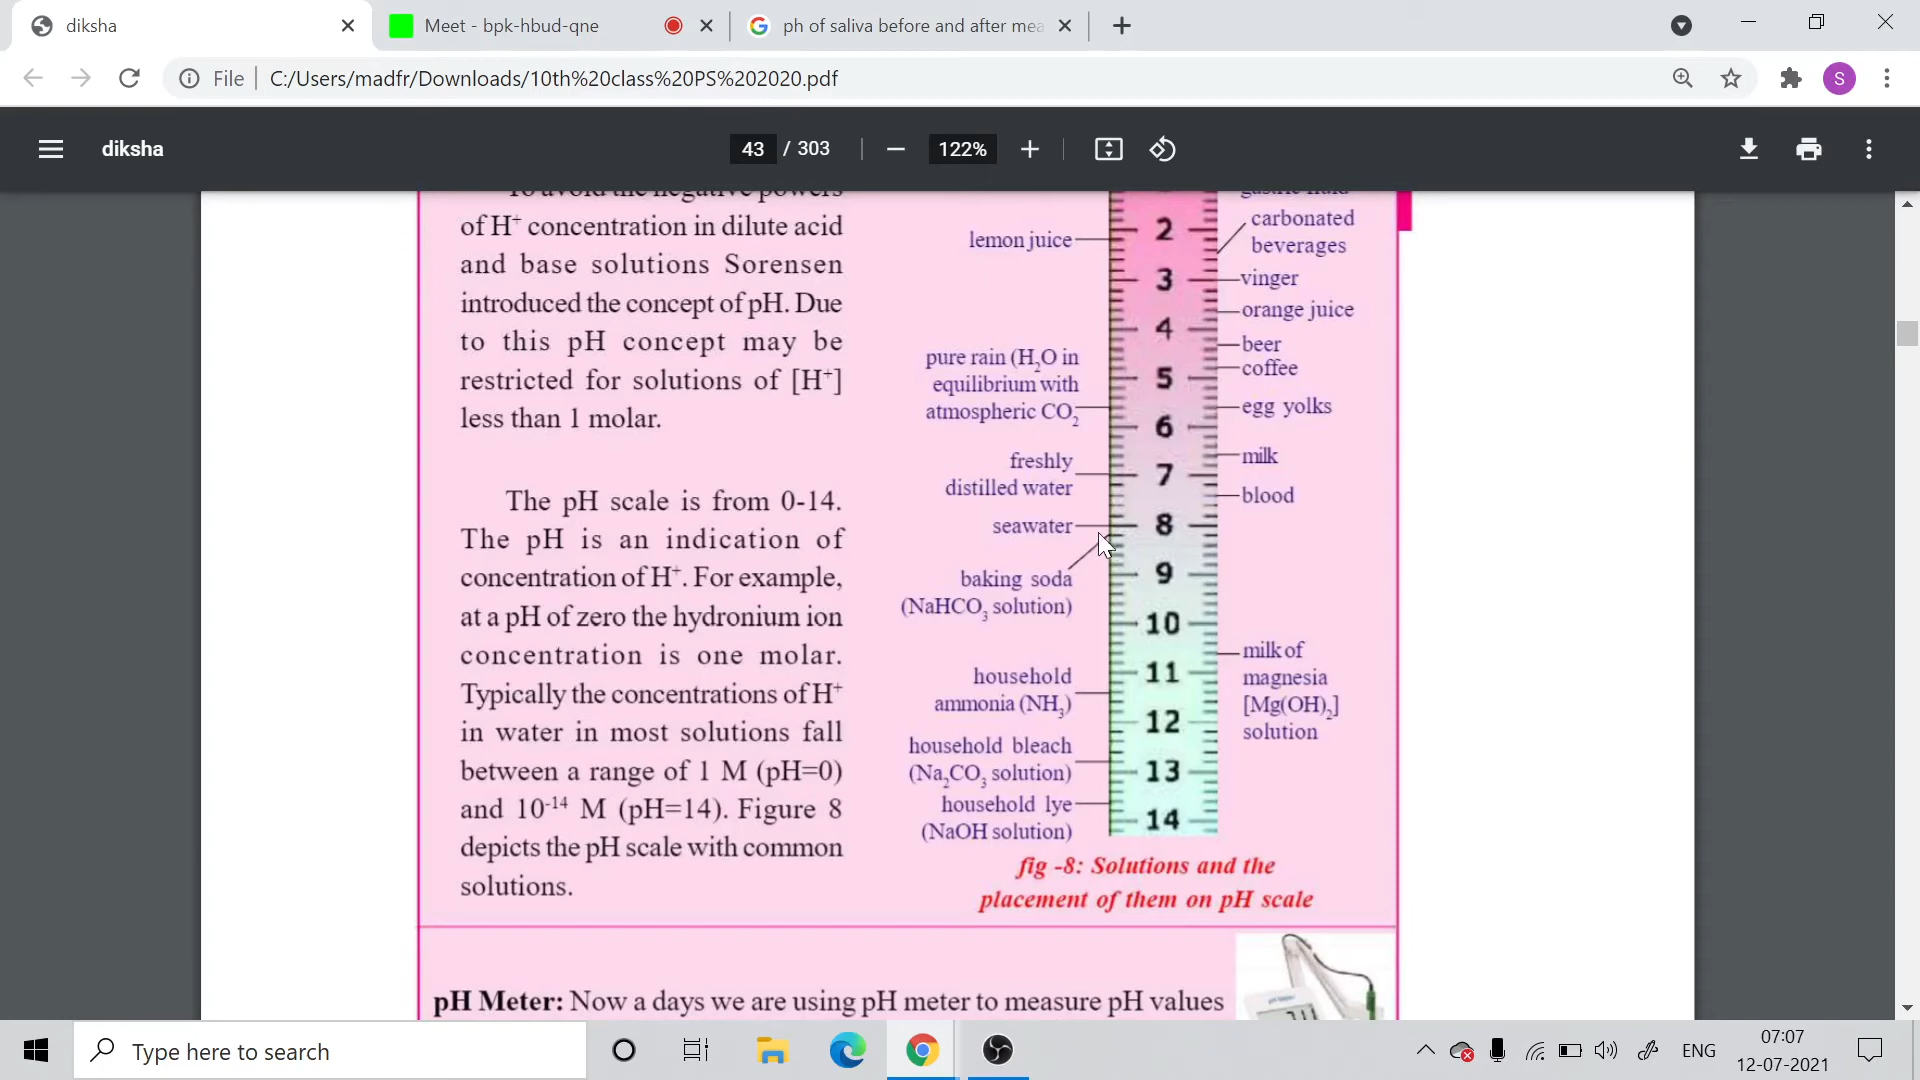 diksha
Meet - bpk-hbud-qne
ph of saliva before and after mea
File
C:/Users/madfr/Downloads/10th%20class%20PS%202020.pdf
S
diksha
43 / 303
122%
To avoid the negative powers
of H⁺ concentration in dilute acid
and base solutions Sorensen
introduced the concept of pH. Due
to this pH concept may be
restricted for solutions of [H⁺]
less than 1 molar.
The pH scale is from 0-14.
The pH is an indication of
concentration of H⁺. For example,
at a pH of zero the hydronium ion
concentration is one molar.
Typically the concentrations of H⁺
in water in most solutions fall
between a range of 1 M (pH=0)
and 10⁻¹⁴ M (pH=14). Figure 8
depicts the pH scale with common
solutions.
lemon juice
pure rain (H₂O in
equilibrium with
atmospheric CO₂
freshly
distilled water
seawater
baking soda
(NaHCO₃ solution)
household
ammonia (NH₃)
household bleach
(Na₂CO₃ solution)
household lye
(NaOH solution)
2
3
4
5
6
7
8
9
10
11
12
13
14
gastric fluid
carbonated
beverages
vinger
orange juice
beer
coffee
egg yolks
milk
blood
milk of
magnesia
[Mg(OH)₂]
solution
fig -8: Solutions and the
placement of them on pH scale
pH Meter: Now a days we are using pH meter to measure pH values
Type here to search
ENG
07:07
12-07-2021